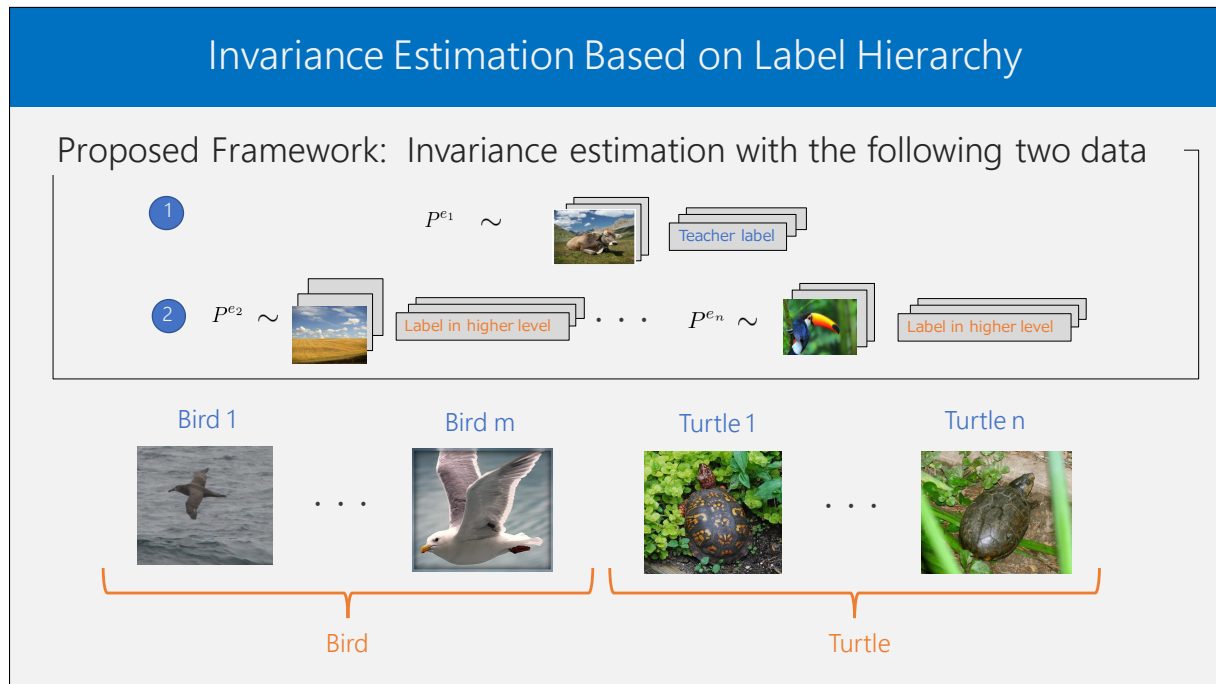 Invariance Estimation Based on Label Hierarchy
Proposed Framework: Invariance estimation with the following two data
1 P^{e_1} ∼ Teacher label
2 P^{e_2} ∼ Label in higher level · · · P^{e_n} ∼ Label in higher level
Bird 1 Bird m Turtle 1 Turtle n
· · · · · ·
Bird Turtle